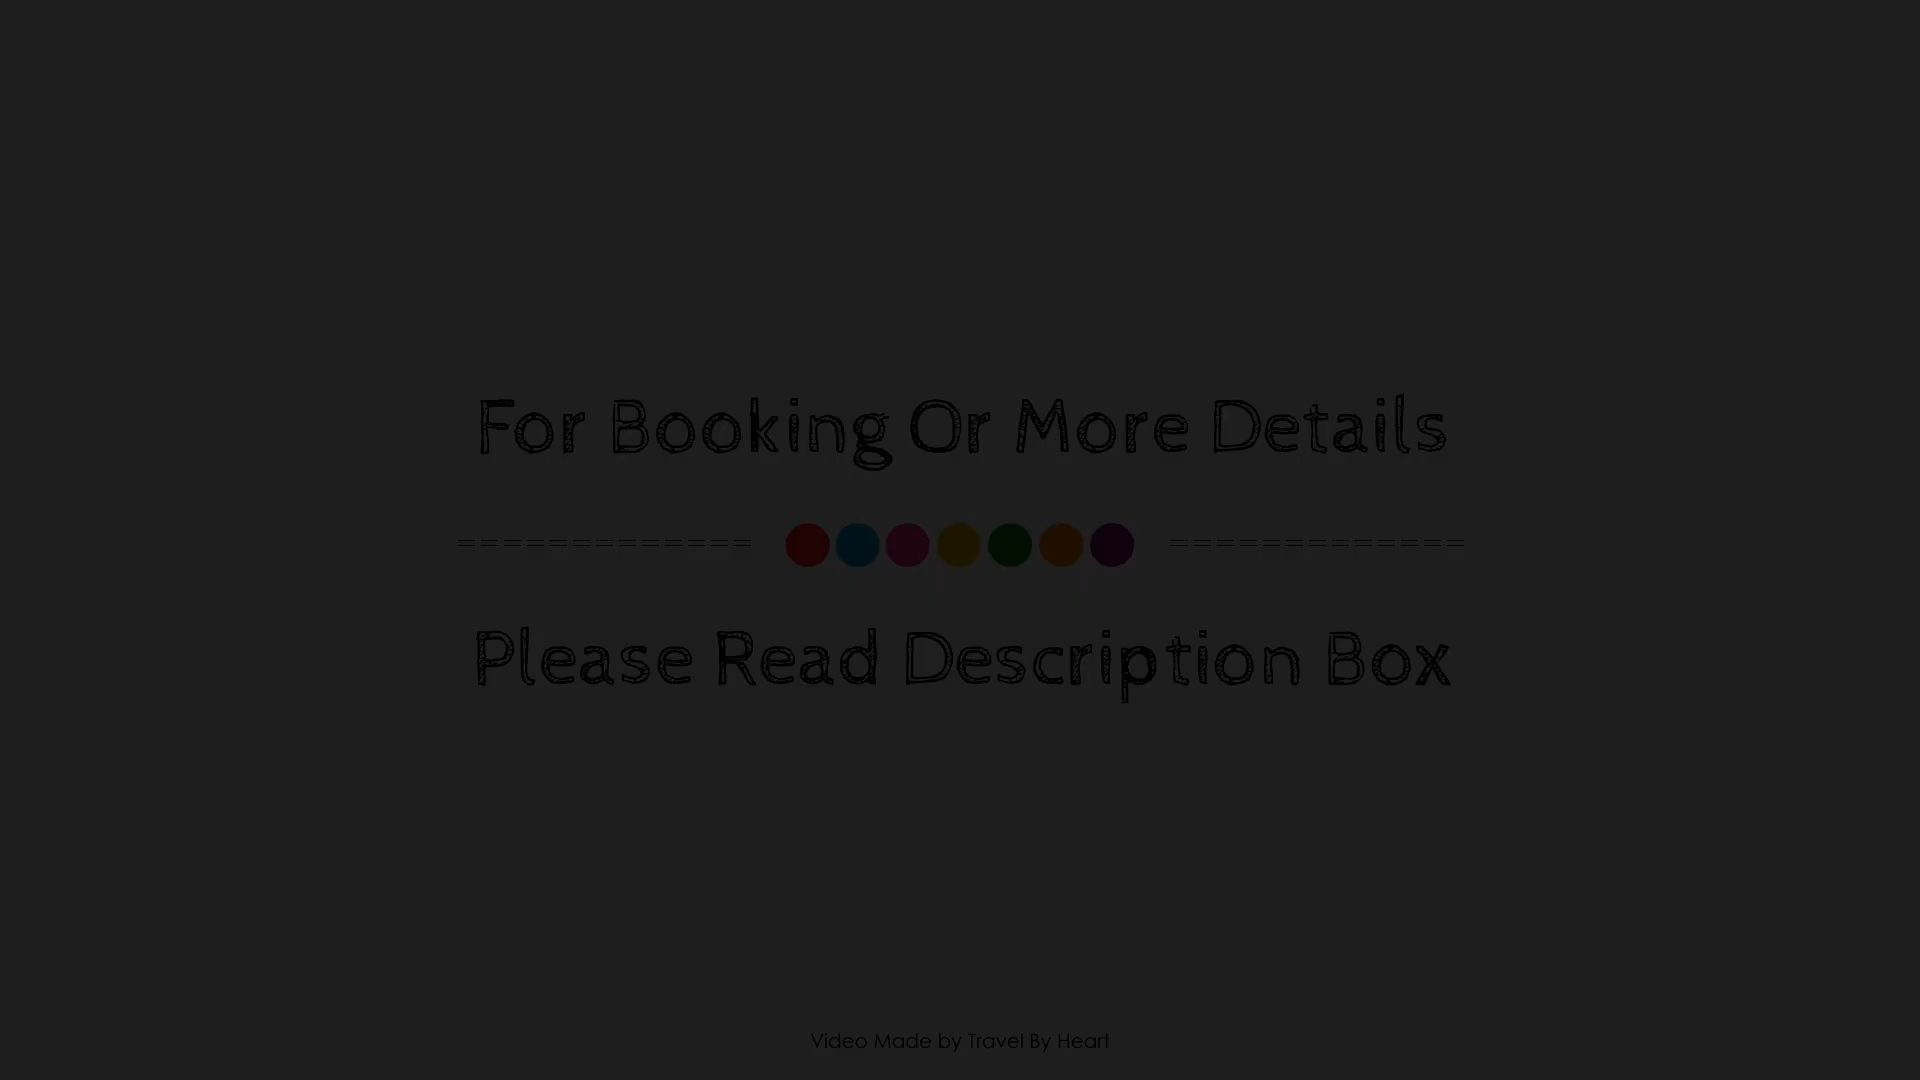 For Booking Or More Details
============= =============
Please Read Description Box
Video Made by Travel By Heart